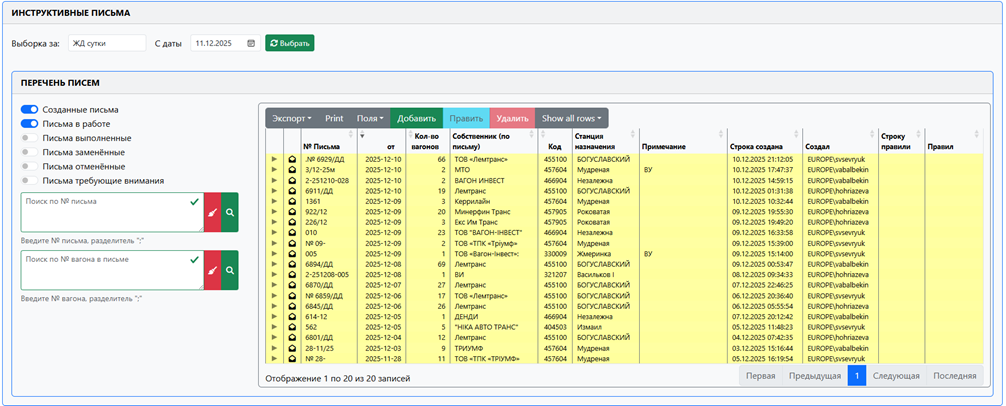 ИНСТРУКТИВНЫЕ ПИСЬМА
Выборка за: ЖД сутки С даты 11.12.2025 Выбрать
ПЕРЕЧЕНЬ ПИСЕМ
Созданные письма
Письма в работе
Письма выполненные
Письма заменённые
Письма отменённые
Письма требующие внимания
Поиск по № письма
Введите № письма, разделитель ";"
Поиск по № вагона в письме
Введите № вагона, разделитель ";"
Экспорт Print Поля Добавить Править Удалить Show all rows
№ Письма от Кол-во вагонов Собственник (по письму) Код Станция назначения Примечание Строка создана Создал Строку правили Правил
.№ 6929/ДД 2025-12-10 66 ТОВ «Лемтранс» 455100 БОГУСЛАВСКИЙ 10.12.2025 21:12:05 EUROPE\svsevryuk
3/12-25м 2025-12-10 2 МТО 457604 Мудреная ВУ 10.12.2025 17:47:37 EUROPE\vabalbekin
2-251210-028 2025-12-10 2 ВАГОН ИНВЕСТ 466904 Незалежна 10.12.2025 14:59:15 EUROPE\vabalbekin
6911/ДД 2025-12-10 19 Лемтранс 455100 БОГУСЛАВСКИЙ 10.12.2025 01:31:38 EUROPE\hohriazeva
1361 2025-12-10 3 Керрилайн 457604 Мудреная 10.12.2025 10:32:44 EUROPE\vabalbekin
922/12 2025-12-09 20 Минерфин Транс 457905 Роковатая 09.12.2025 19:55:30 EUROPE\hohriazeva
226/12 2025-12-09 3 Екс Им Транс 457905 Роковатая 09.12.2025 19:49:20 EUROPE\hohriazeva
010 2025-12-09 23 ТОВ "ВАГОН-ІНВЕСТ" 466904 Незалежна 09.12.2025 16:33:58 EUROPE\svsevryuk
№ 09- 2025-12-09 2 ТОВ «ТПК «Тріумф» 457604 Мудреная 09.12.2025 15:39:00 EUROPE\svsevryuk
005 2025-12-09 1 ТОВ «Вагон-Інвест»: 330009 Жмеринка ВУ 09.12.2025 15:14:00 EUROPE\svsevryuk
6894/ДД 2025-12-08 69 Лемтранс 455100 БОГУСЛАВСКИЙ 09.12.2025 00:53:47 EUROPE\vabalbekin
2-251208-005 2025-12-08 1 ВИ 321207 Васильков I 08.12.2025 09:34:33 EUROPE\hohriazeva
6870/ДД 2025-12-07 27 Лемтранс 455100 БОГУСЛАВСКИЙ 07.12.2025 22:46:25 EUROPE\hohriazeva
№ 6859/ДД 2025-12-06 17 ТОВ «Лемтранс» 455100 БОГУСЛАВСКИЙ 06.12.2025 20:36:40 EUROPE\svsevryuk
6845/ДД 2025-12-06 26 Лемтранс 455100 БОГУСЛАВСКИЙ 06.12.2025 05:55:54 EUROPE\hohriazeva
614-12 2025-12-05 1 ДЕНДИ 466904 Незалежна 07.12.2025 20:12:42 EUROPE\vabalbekin
562 2025-12-05 5 "НІКА АВТО ТРАНС" 404503 Измаил 05.12.2025 11:48:23 EUROPE\svsevryuk
6801/ДД 2025-12-04 12 Лемтранс 455100 БОГУСЛАВСКИЙ 04.12.2025 07:42:35 EUROPE\vabalbekin
28-11/25 2025-12-03 9 ТРИУМФ 457604 Мудреная 03.12.2025 15:16:44 EUROPE\vabalbekin
№ 28- 2025-11-28 11 ТОВ «ТПК «ТРІУМФ» 457604 Мудреная 05.12.2025 16:19:54 EUROPE\svsevryuk
Отображение 1 по 20 из 20 записей
Первая Предыдущая 1 Следующая Последняя